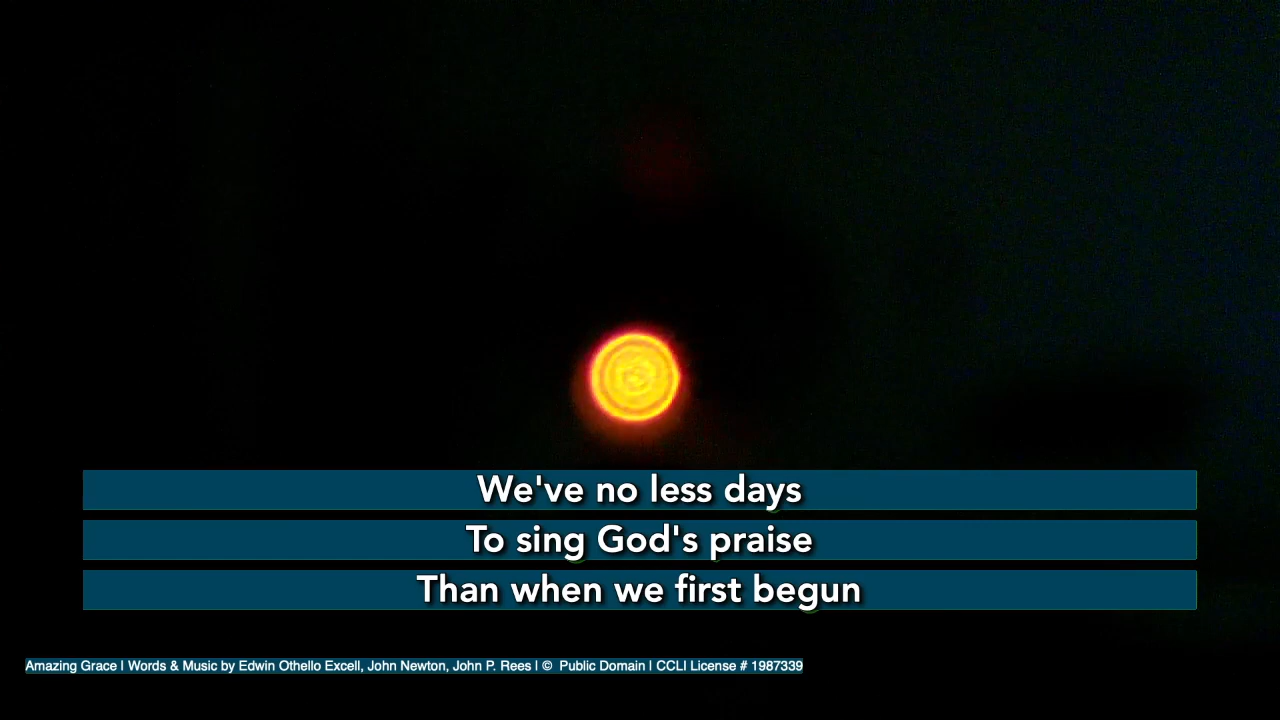 We've no less days
To sing God's praise
Than when we first begun
Amazing Grace | Words & Music by Edwin Othello Excell, John Newton, John P. Rees | © Public Domain | CCLI License # 1987339